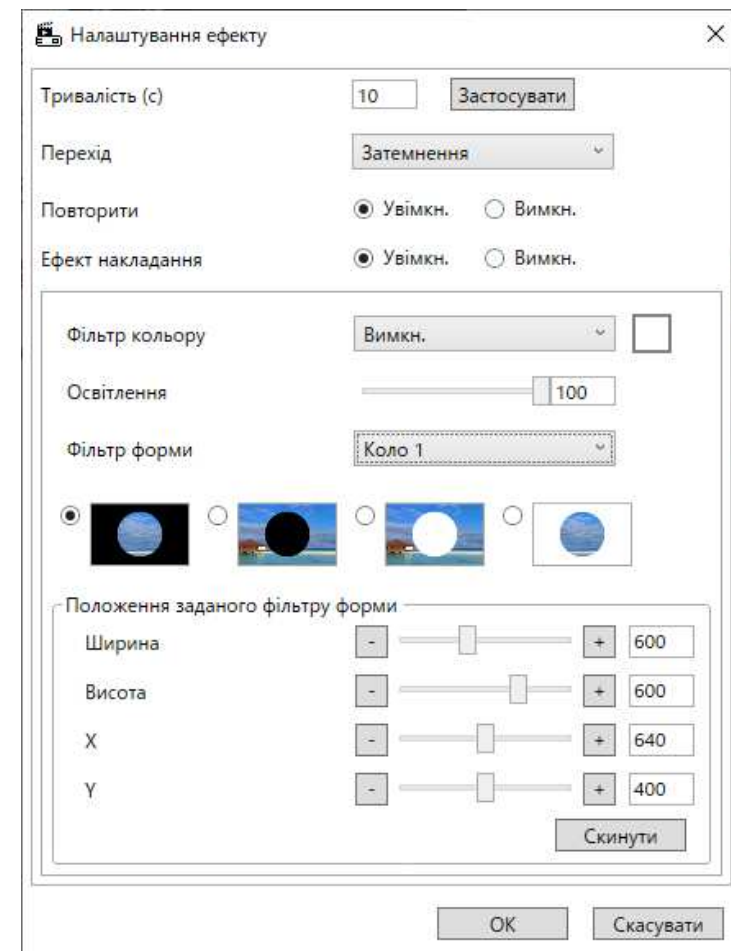 Налаштування ефекту
Тривалість (с) 10 Застосувати
Перехід Затемнення
Повторити Увімкн. Вимкн.
Ефект накладання Увімкн. Вимкн.
Фільтр кольору Вимкн.
Освітлення 100
Фільтр форми Коло 1
Положення заданого фільтру форми
Ширина - + 600
Висота - + 600
X - + 640
Y - + 400
Скинути
ОК Скасувати